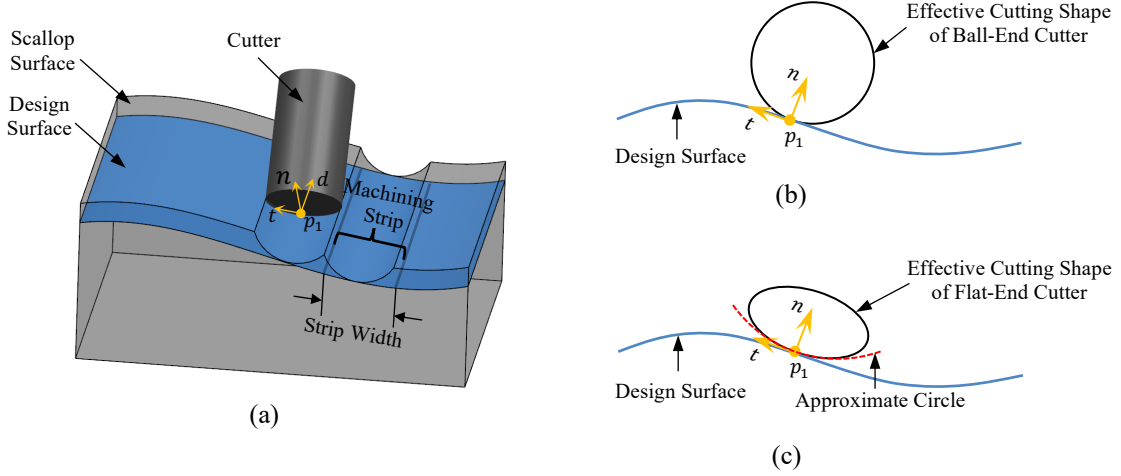 Scallop
Surface
Design
Surface
Cutter
n
d
t
p₁
Machining
Strip
Strip Width
(a)
Effective Cutting Shape
of Ball-End Cutter
n
t
p₁
Design Surface
(b)
Effective Cutting Shape
of Flat-End Cutter
n
t
p₁
Design Surface
Approximate Circle
(c)